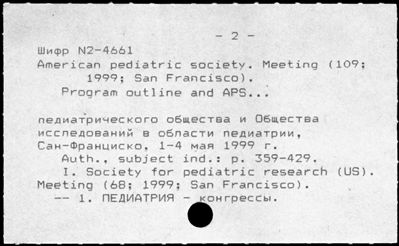 - 2 -
Шифр N2-4661
American pediatric society. Meeting (109;
1999; San Francisco).
Program outline and APS...
педиатрического общества и Общества
исследований в области педиатрии,
Сан-Франциско, 1-4 мая 1999 г.
Auth., subject ind.: p. 359-429.
I. Society for pediatric research (US).
Meeting (68; 1999; San Francisco).
-- 1. ПЕДИАТРИЯ - конгрессы.